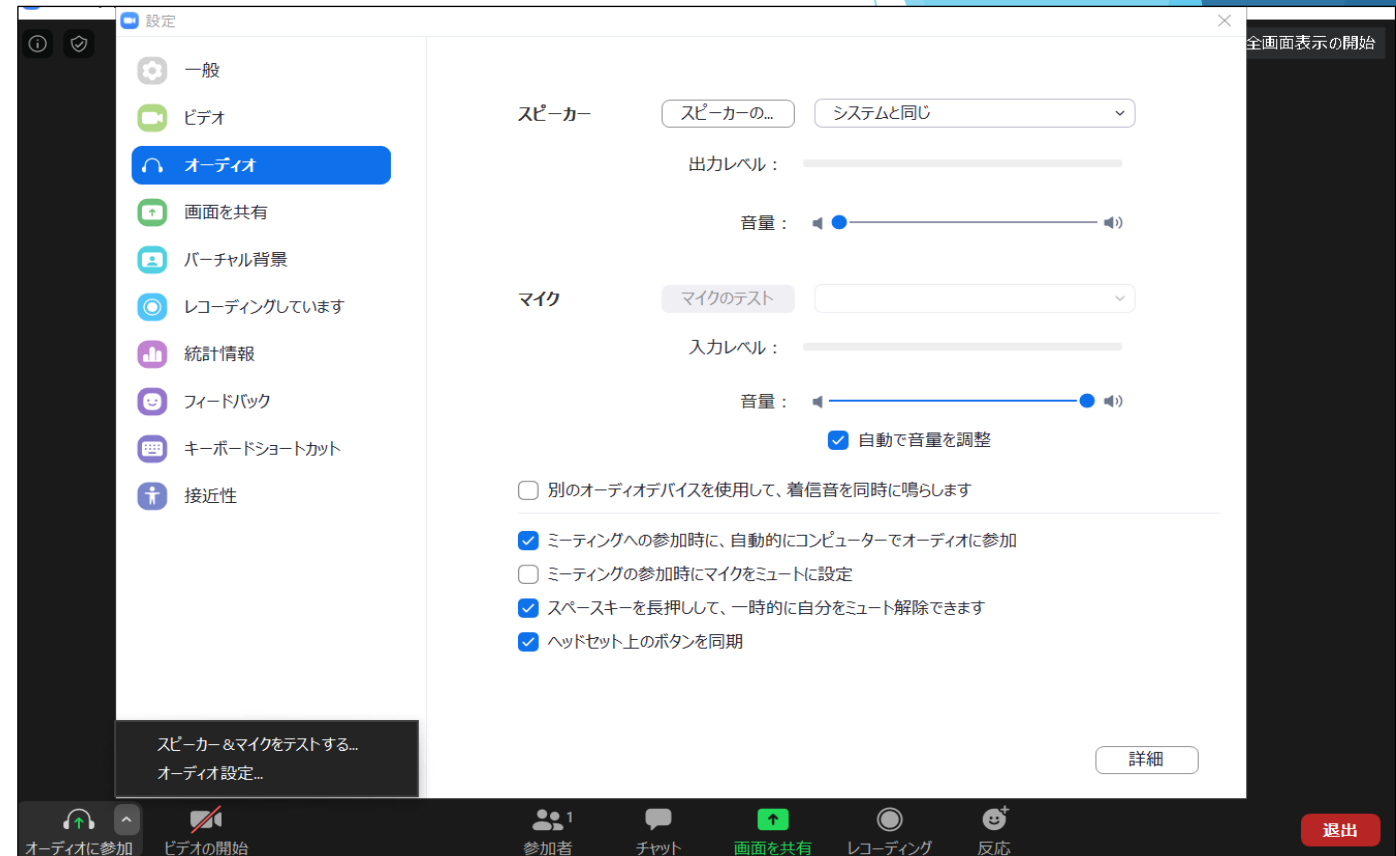 設定
全画面表示の開始
一般
ビデオ
オーディオ
画面を共有
バーチャル背景
レコーディングしています
統計情報
フィードバック
キーボードショートカット
接近性
スピーカー
スピーカーの...
システムと同じ
出力レベル：
音量：
マイク
マイクのテスト
入力レベル：
音量：
自動で音量を調整
別のオーディオデバイスを使用して、着信音を同時に鳴らします
ミーティングへの参加時に、自動的にコンピューターでオーディオに参加
ミーティングの参加時にマイクをミュートに設定
スペースキーを長押しして、一時的に自分をミュート解除できます
ヘッドセット上のボタンを同期
詳細
スピーカー＆マイクをテストする...
オーディオ設定...
オーディオに参加
ビデオの開始
1
参加者
チャット
画面を共有
レコーディング
反応
退出